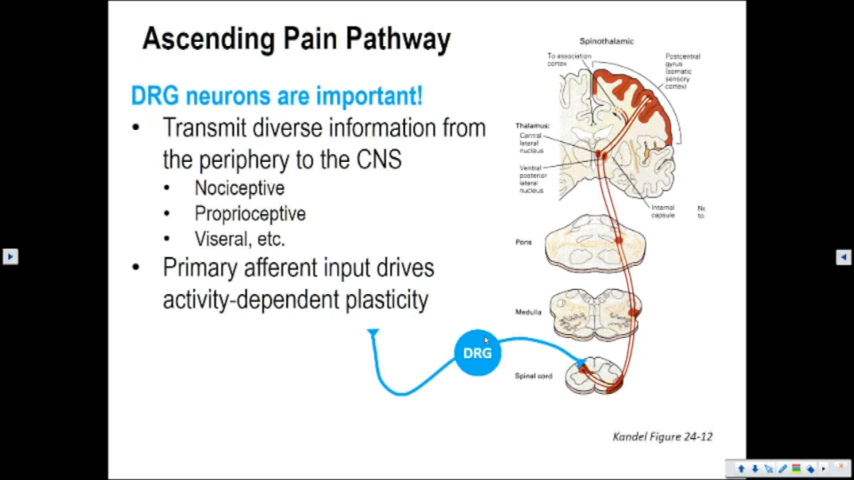 Ascending Pain Pathway
DRG neurons are important!
• Transmit diverse information from
the periphery to the CNS
• Nociceptive
• Proprioceptive
• Viseral, etc.
• Primary afferent input drives
activity-dependent plasticity
DRG
Spinothalamic
To association
cortex
Postcentral
gyrus
(somatic
sensory
cortex)
Thalamus:
Central
lateral
nucleus
Ventral
posterior
lateral
nucleus
Internal
capsule
to
Pons
Medulla
Spinal cord
Kandel Figure 24-12